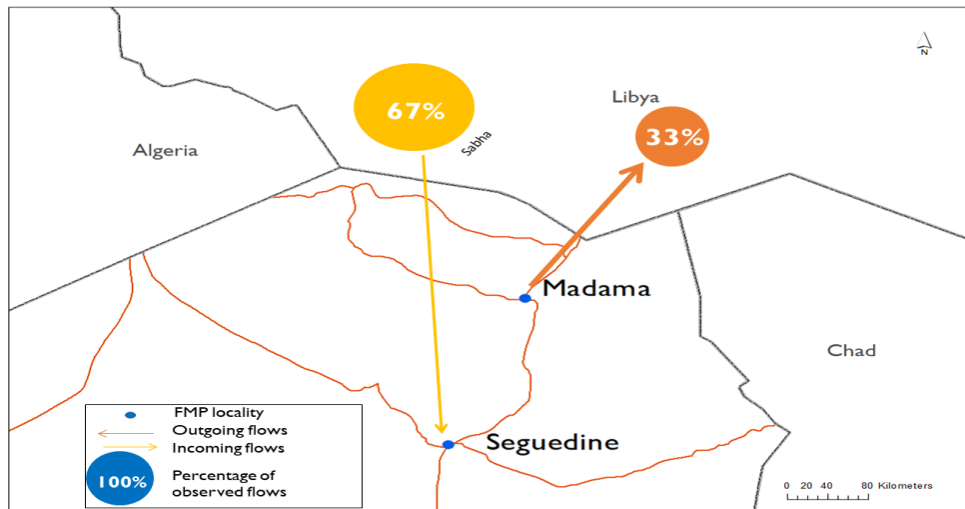 N
Libya
67%
33%
Sabha
Algeria
Madama
Chad
FMP locality
Outgoing flows
Incoming flows
100%
Percentage of
observed flows
Seguedine
0 20 40 80 Kilometers